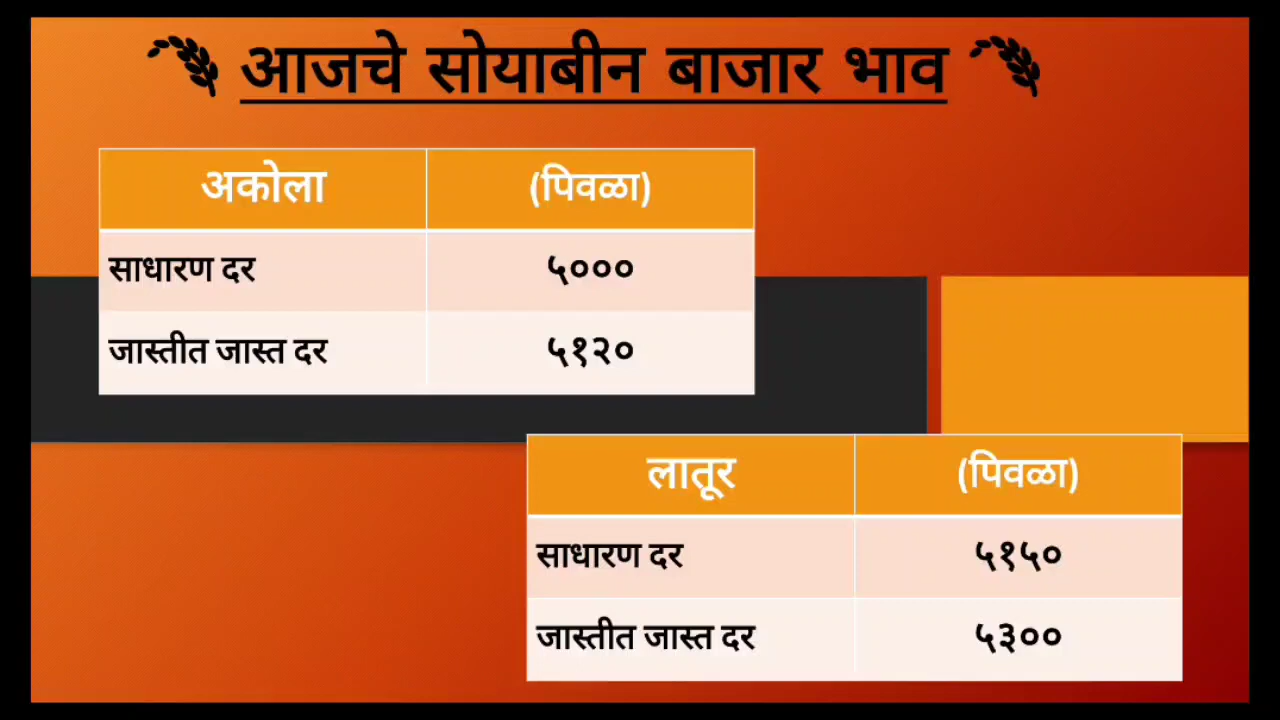 आजचे सोयाबीन बाजार भाव
अकोला (पिवळा)
साधारण दर ५०००
जास्तीत जास्त दर ५१२०
लातूर (पिवळा)
साधारण दर ५१५०
जास्तीत जास्त दर ५३००